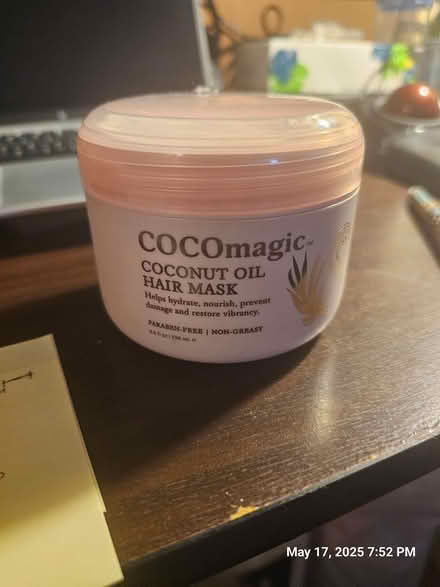 COCOmagic™
COCONUT OIL
HAIR MASK
Helps hydrate, nourish, prevent
damage and restore vibrancy.
PARABEN-FREE | NON-GREASY
May 17, 2025 7:52 PM